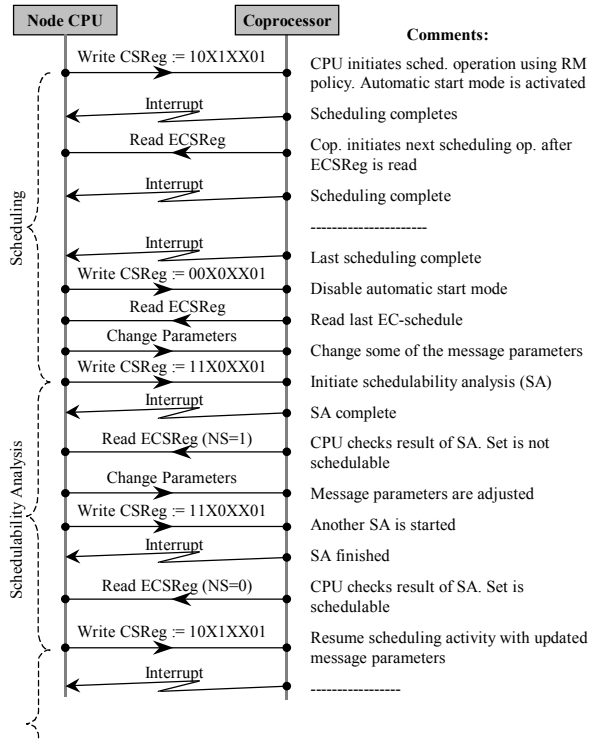 Node CPU
Coprocessor
Comments:
Write CSReg := 10X1XX01
CPU initiates sched. operation using RM
policy. Automatic start mode is activated
Interrupt
Scheduling completes
Read ECSReg
Cop. initiates next scheduling op. after
ECSReg is read
Interrupt
Scheduling complete
----------------------
Interrupt
Last scheduling complete
Write CSReg := 00X0XX01
Disable automatic start mode
Read ECSReg
Read last EC-schedule
Change Parameters
Change some of the message parameters
Write CSReg := 11X0XX01
Initiate schedulability analysis (SA)
Interrupt
SA complete
Read ECSReg (NS=1)
CPU checks result of SA. Set is not
schedulable
Change Parameters
Message parameters are adjusted
Write CSReg := 11X0XX01
Another SA is started
Interrupt
SA finished
Read ECSReg (NS=0)
CPU checks result of SA. Set is
schedulable
Write CSReg := 10X1XX01
Resume scheduling activity with updated
message parameters
Interrupt
-----------------
Scheduling
Schedulability Analysis